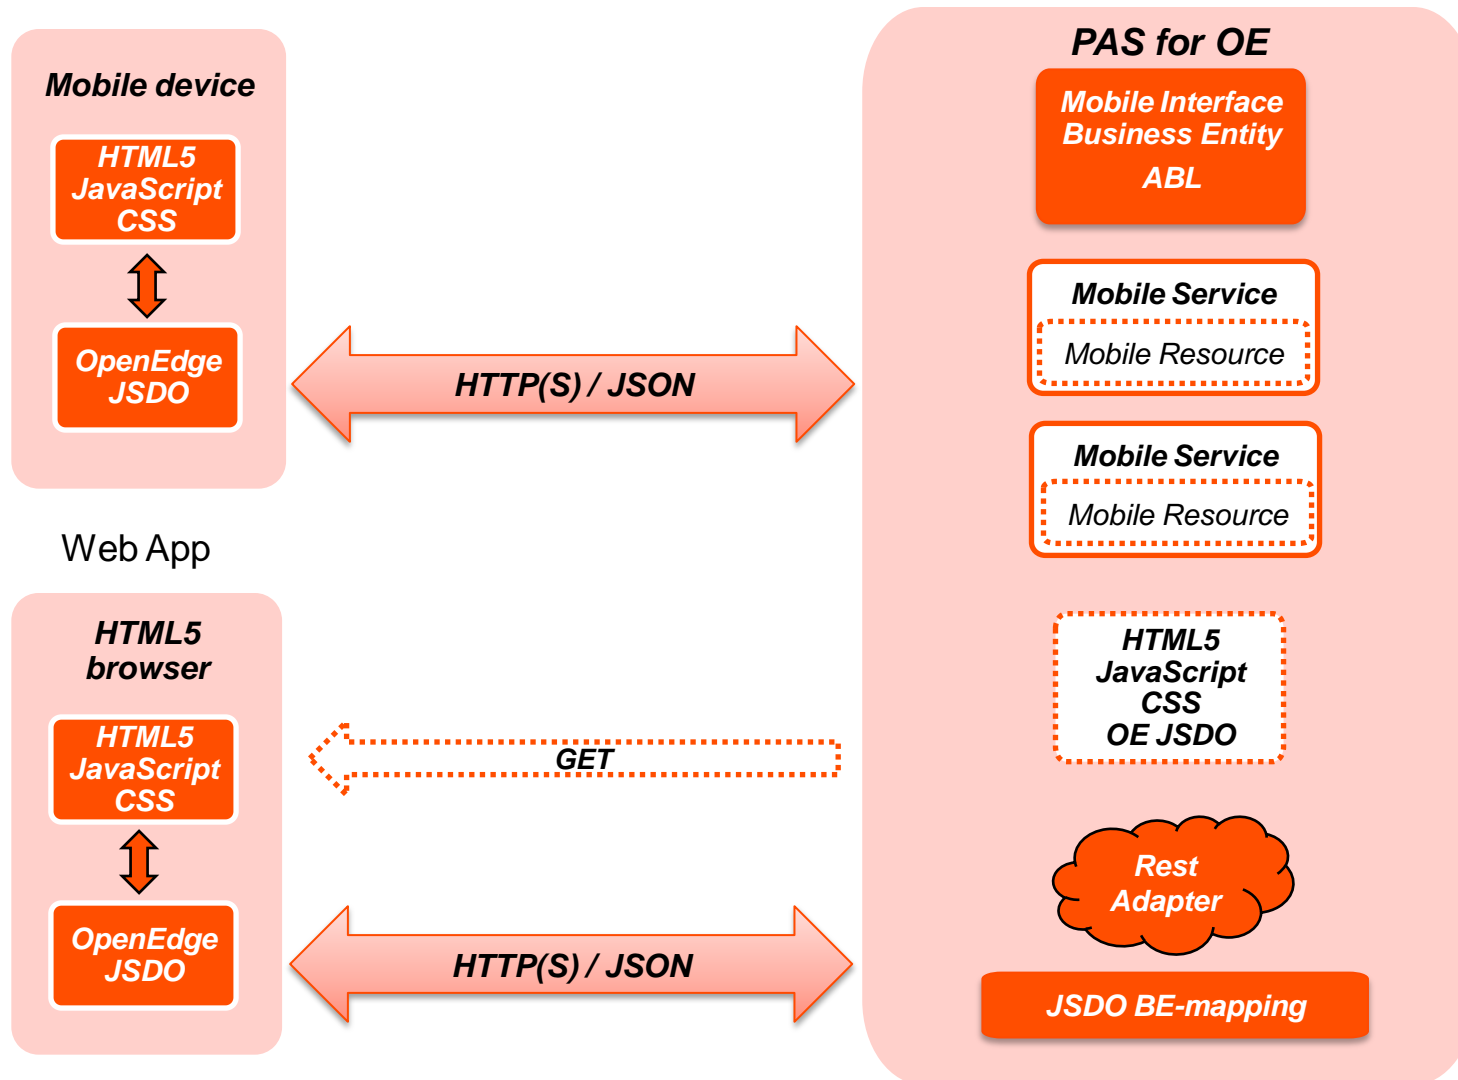 Mobile device
HTML5
JavaScript
CSS
OpenEdge
JSDO
Web App
HTML5
browser
HTML5
JavaScript
CSS
OpenEdge
JSDO
HTTP(S) / JSON
GET
HTTP(S) / JSON
PAS for OE
Mobile Interface
Business Entity
ABL
Mobile Service
Mobile Resource
Mobile Service
Mobile Resource
HTML5
JavaScript
CSS
OE JSDO
Rest
Adapter
JSDO BE-mapping